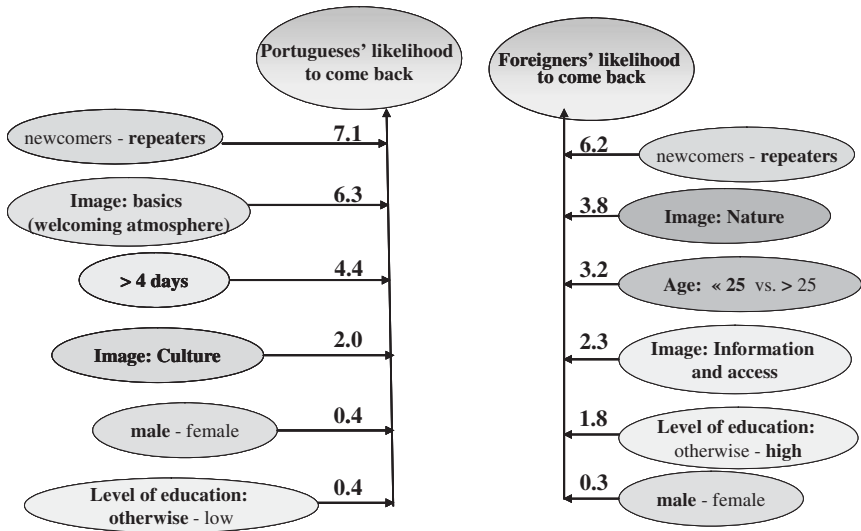 Portugueses’ likelihood
to come back
newcomers - repeaters
7.1
Image: basics
(welcoming atmosphere)
6.3
> 4 days
4.4
Image: Culture
2.0
male - female
0.4
Level of education:
otherwise - low
0.4
Foreigners’ likelihood
to come back
6.2
newcomers - repeaters
3.8
Image: Nature
3.2
Age: « 25 vs. > 25
2.3
Image: Information
and access
1.8
Level of education:
otherwise - high
0.3
male - female